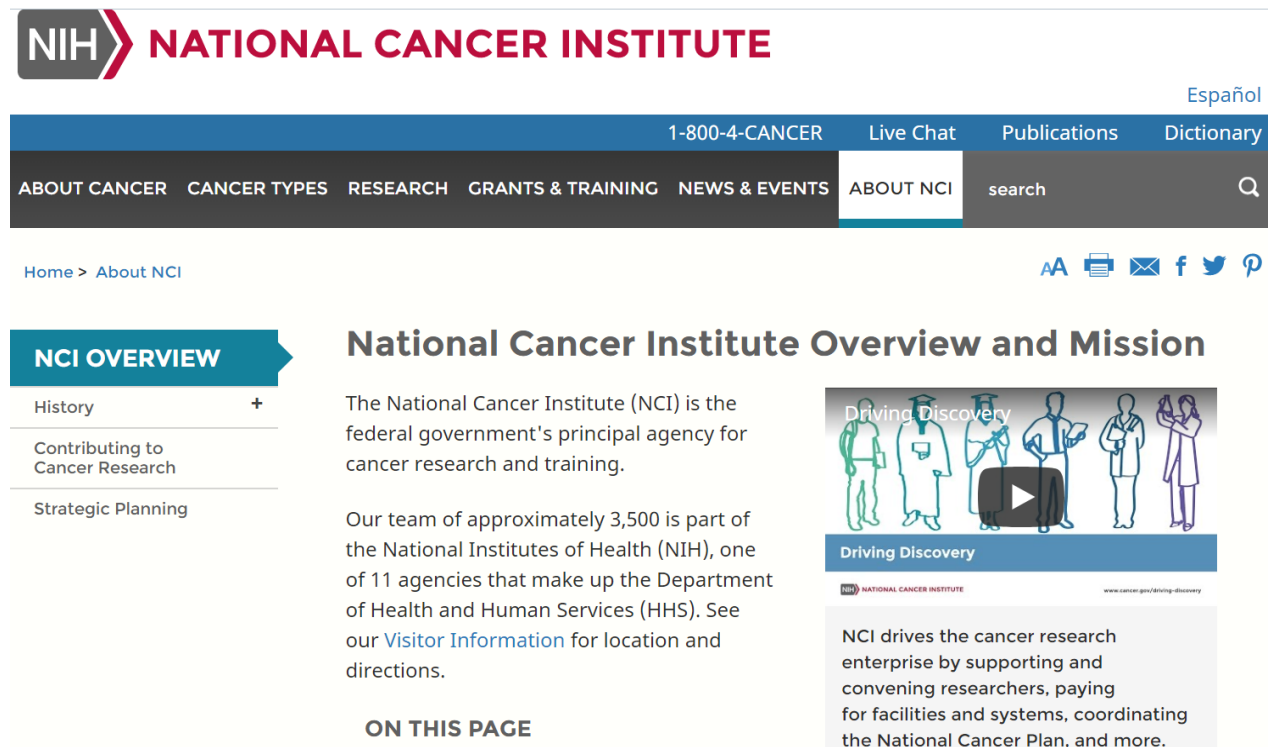 NIH NATIONAL CANCER INSTITUTE
Español
1-800-4-CANCER Live Chat Publications Dictionary
ABOUT CANCER CANCER TYPES RESEARCH GRANTS & TRAINING NEWS & EVENTS ABOUT NCI search
Home > About NCI
AA
NCI OVERVIEW
History +
Contributing to
Cancer Research
Strategic Planning
National Cancer Institute Overview and Mission
The National Cancer Institute (NCI) is the
federal government's principal agency for
cancer research and training.
Our team of approximately 3,500 is part of
the National Institutes of Health (NIH), one
of 11 agencies that make up the Department
of Health and Human Services (HHS). See
our Visitor Information for location and
directions.
ON THIS PAGE
Driving Discovery
Driving Discovery
NIH NATIONAL CANCER INSTITUTE www.cancer.gov/driving-discovery
NCI drives the cancer research
enterprise by supporting and
convening researchers, paying
for facilities and systems, coordinating
the National Cancer Plan, and more.